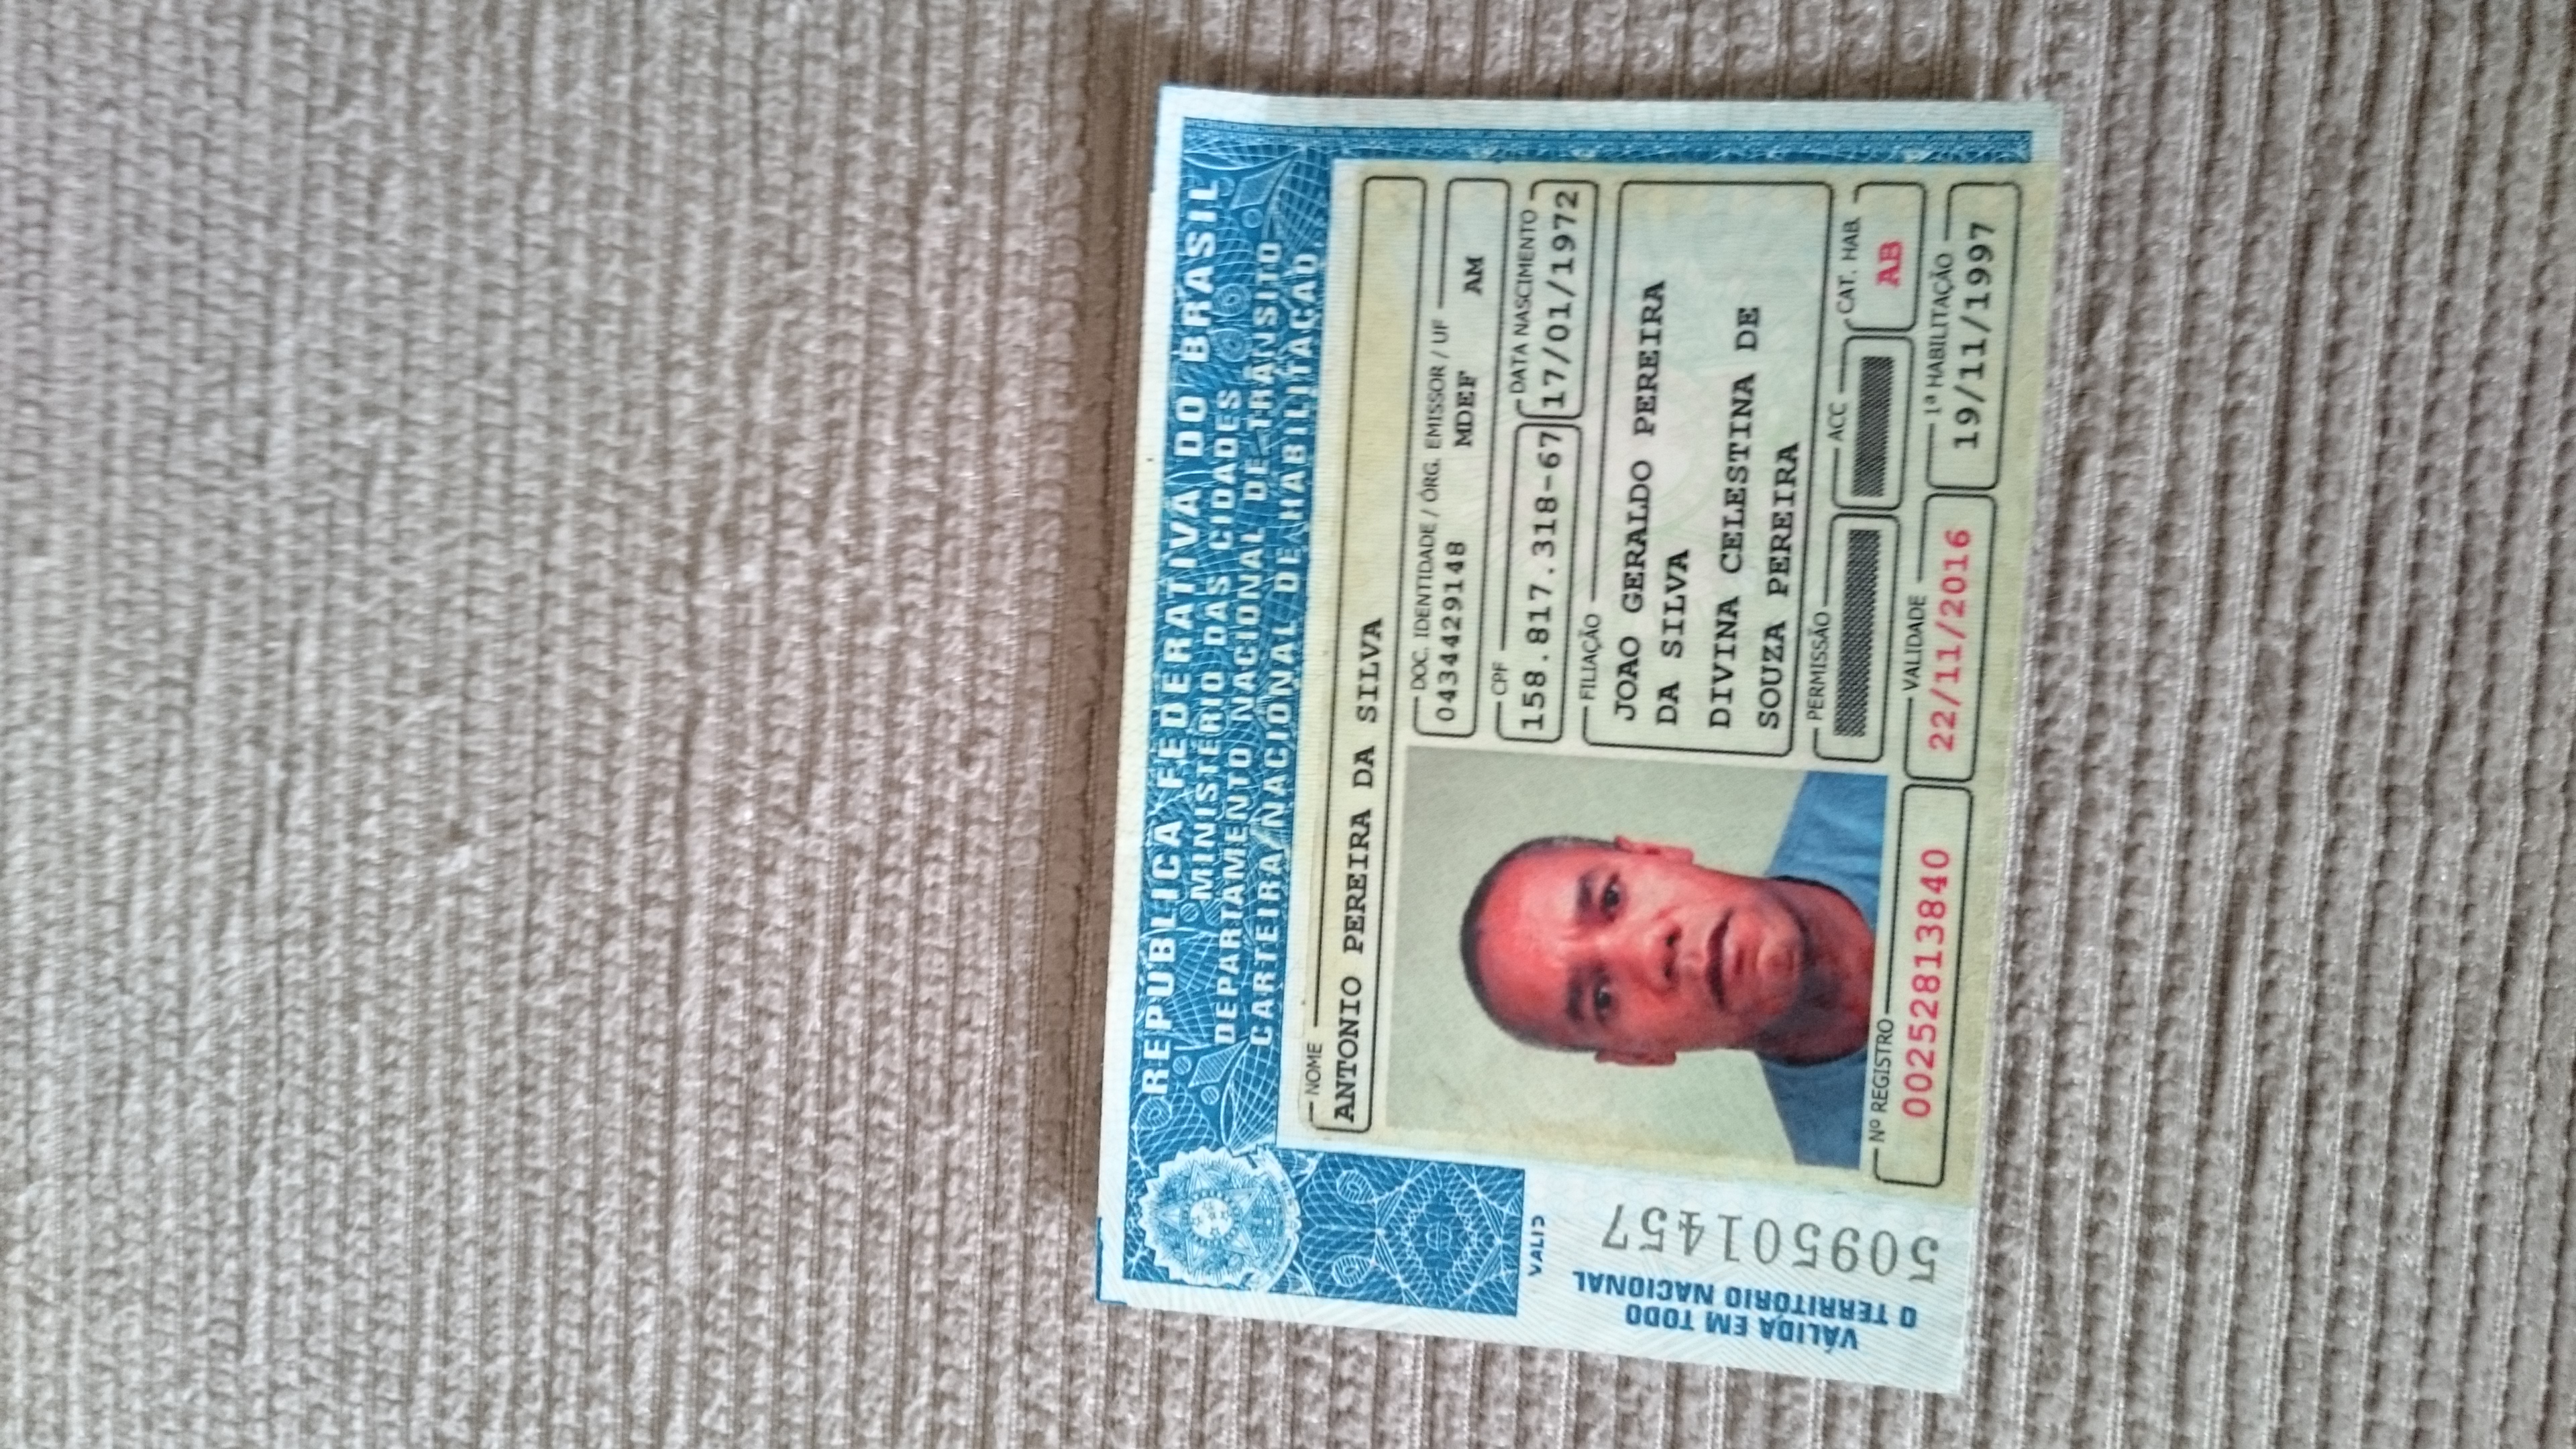 REPÚBLICA FEDERATIVA DO BRASIL
MINISTÉRIO DAS CIDADES
DEPARTAMENTO NACIONAL DE TRÂNSITO
CARTEIRA NACIONAL DE HABILITAÇÃO
NOME
ANTONIO PEREIRA DA SILVA
DOC. IDENTIDADE / ÓRG. EMISSOR / UF
0434429148 MDEF AM
CPF
158.817.318-67
DATA NASCIMENTO
17/01/1972
FILIAÇÃO
JOAO GERALDO PEREIRA
DA SILVA
DIVINA CELESTINA DE
SOUZA PEREIRA
PERMISSÃO
ACC
CAT. HAB.
AB
Nº REGISTRO
00252813840
VALIDADE
22/11/2016
1ª HABILITAÇÃO
19/11/1997
VÁLIDA EM TODO
O TERRITÓRIO NACIONAL
509501457